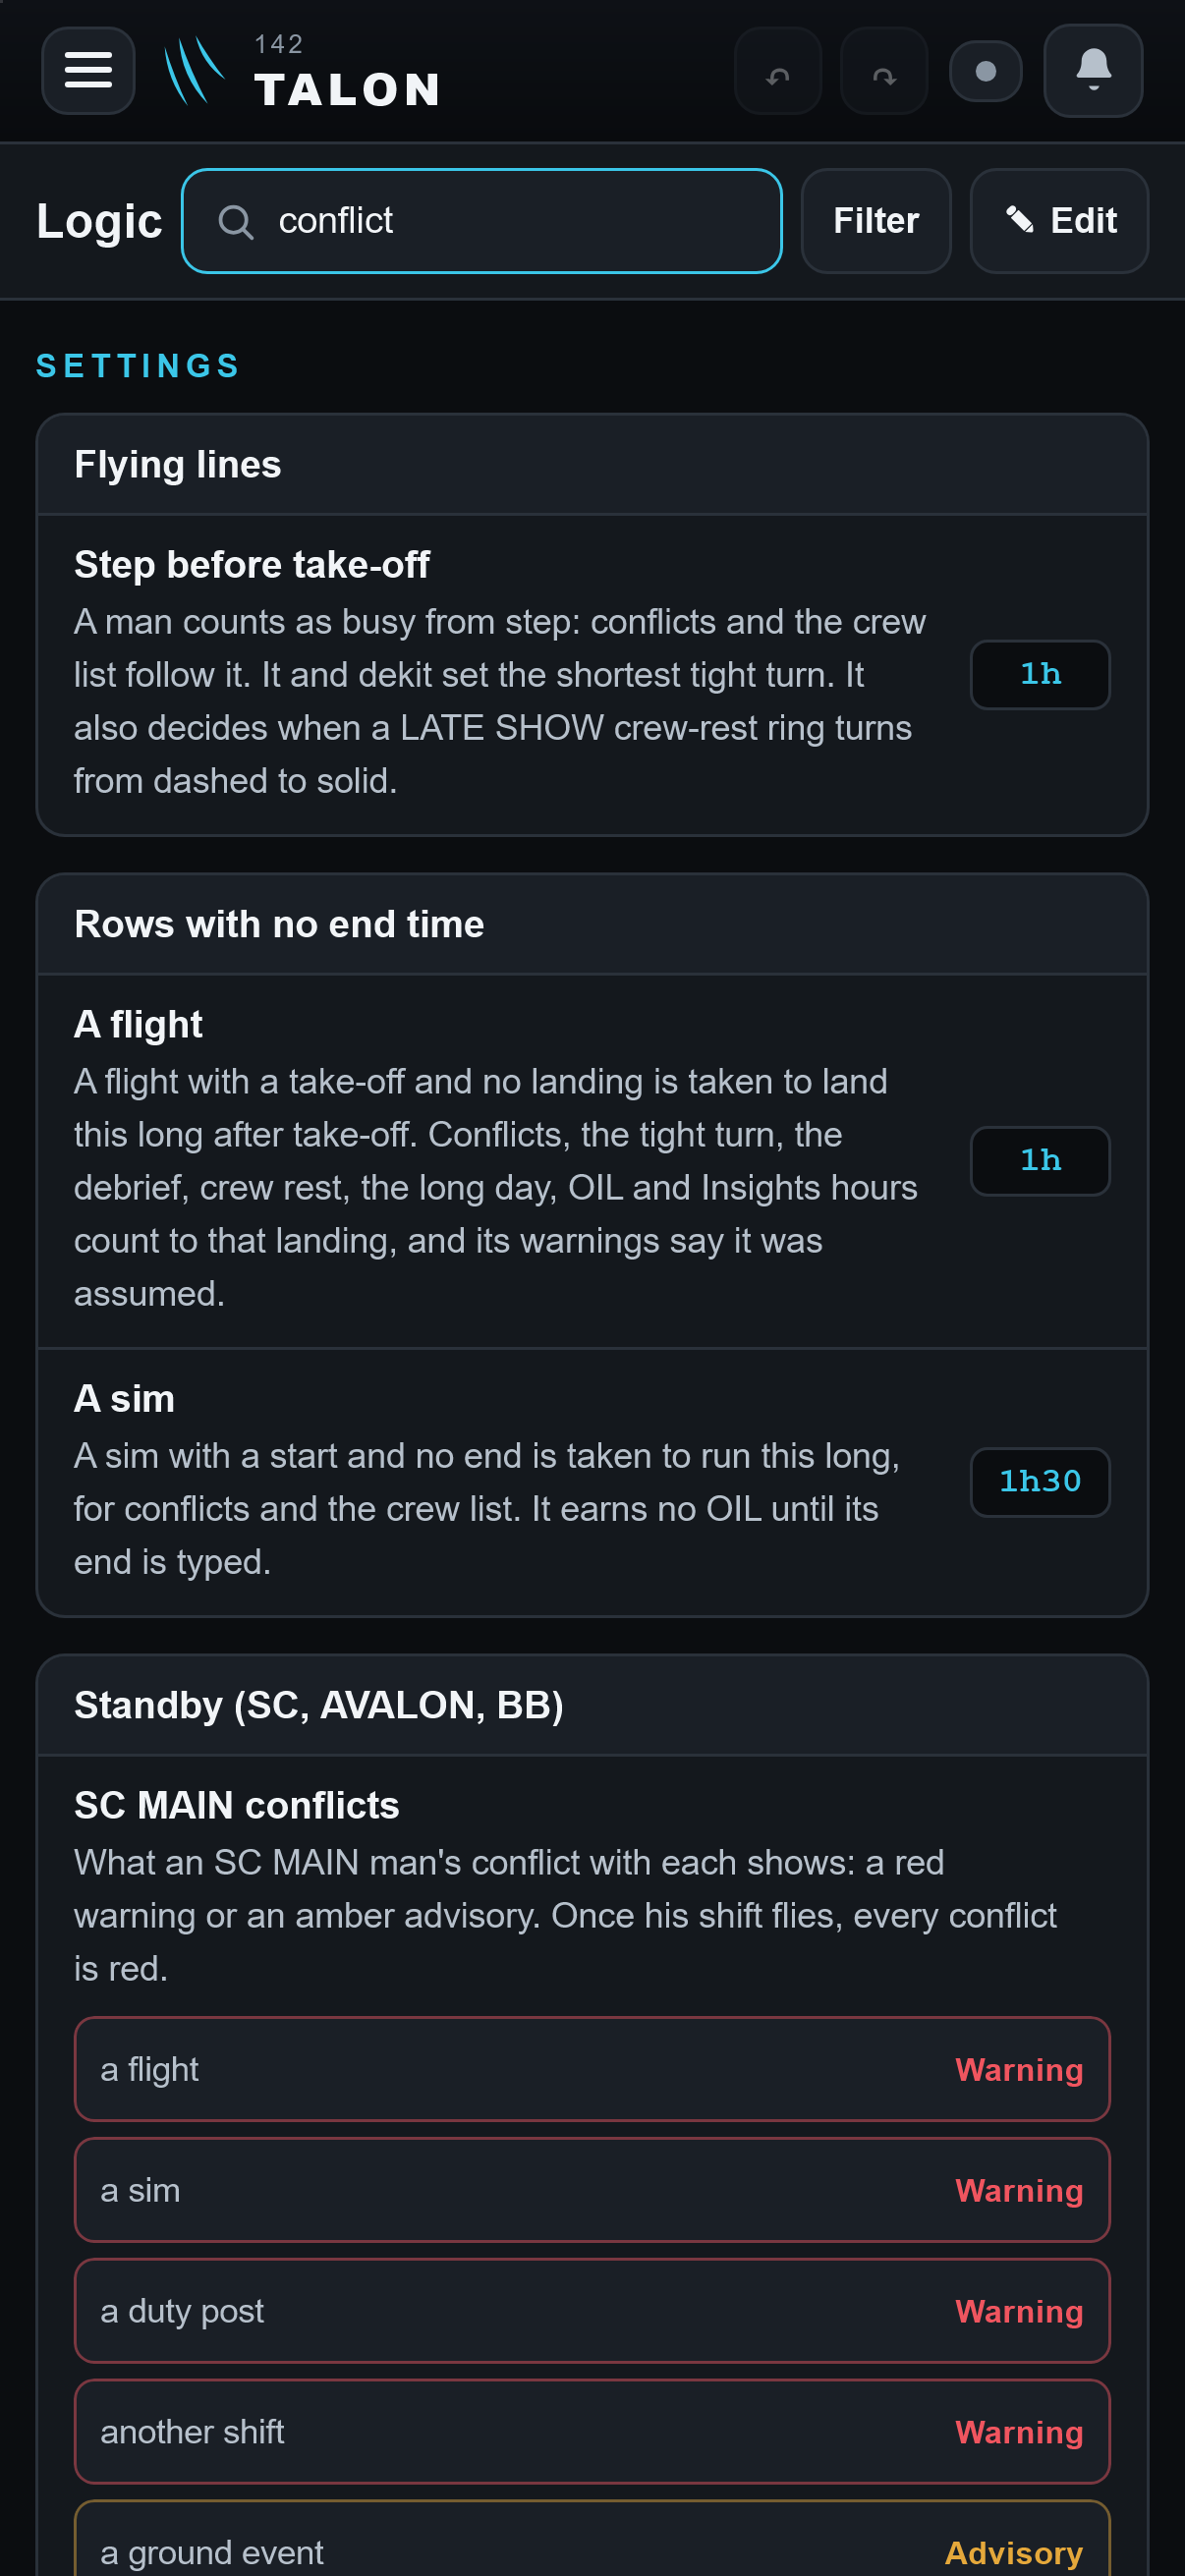 142
TALON
Logic
conflict
Filter
Edit
SETTINGS
Flying lines
Step before take-off
A man counts as busy from step: conflicts and the crew
list follow it. It and dekit set the shortest tight turn. It
also decides when a LATE SHOW crew-rest ring turns
from dashed to solid.
1h
Rows with no end time
A flight
A flight with a take-off and no landing is taken to land
this long after take-off. Conflicts, the tight turn, the
debrief, crew rest, the long day, OIL and Insights hours
count to that landing, and its warnings say it was
assumed.
1h
A sim
A sim with a start and no end is taken to run this long,
for conflicts and the crew list. It earns no OIL until its
end is typed.
1h30
Standby (SC, AVALON, BB)
SC MAIN conflicts
What an SC MAIN man's conflict with each shows: a red
warning or an amber advisory. Once his shift flies, every conflict
is red.
a flight Warning
a sim Warning
a duty post Warning
another shift Warning
a ground event Advisory